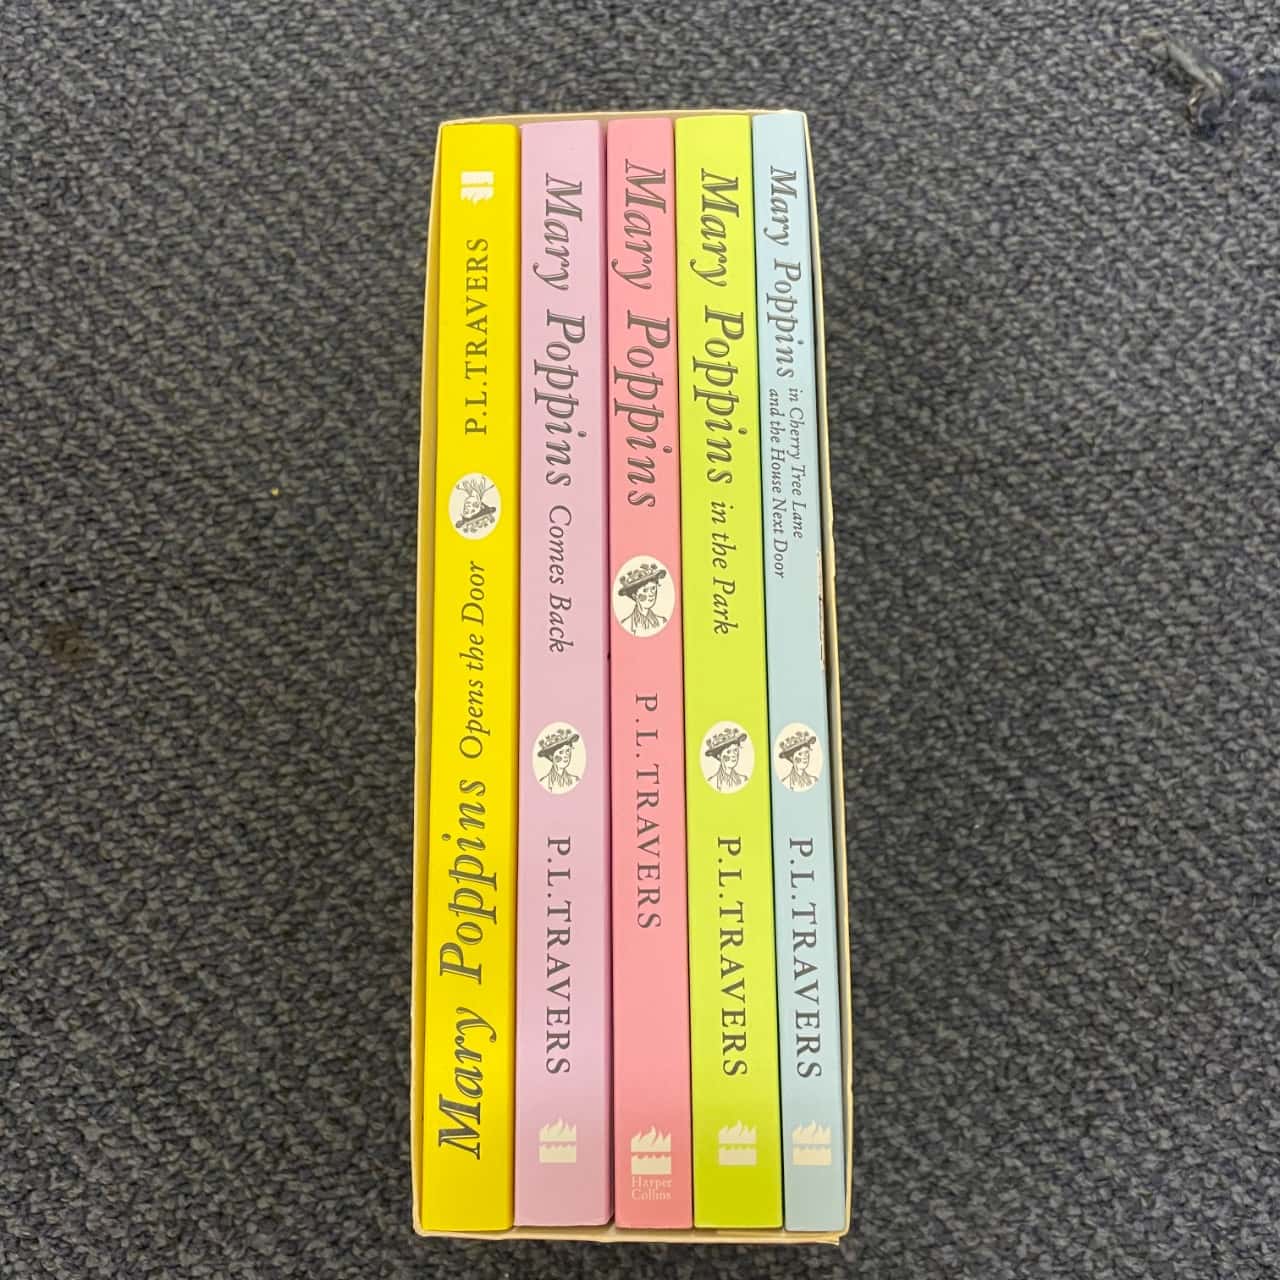 Mary Poppins Opens the Door
P.L.TRAVERS
Mary Poppins Comes Back
P.L.TRAVERS
Mary Poppins
P.L.TRAVERS
Harper
Collins
Mary Poppins in the Park
P.L.TRAVERS
Mary Poppins in Cherry Tree Lane
and the House Next Door
P.L.TRAVERS